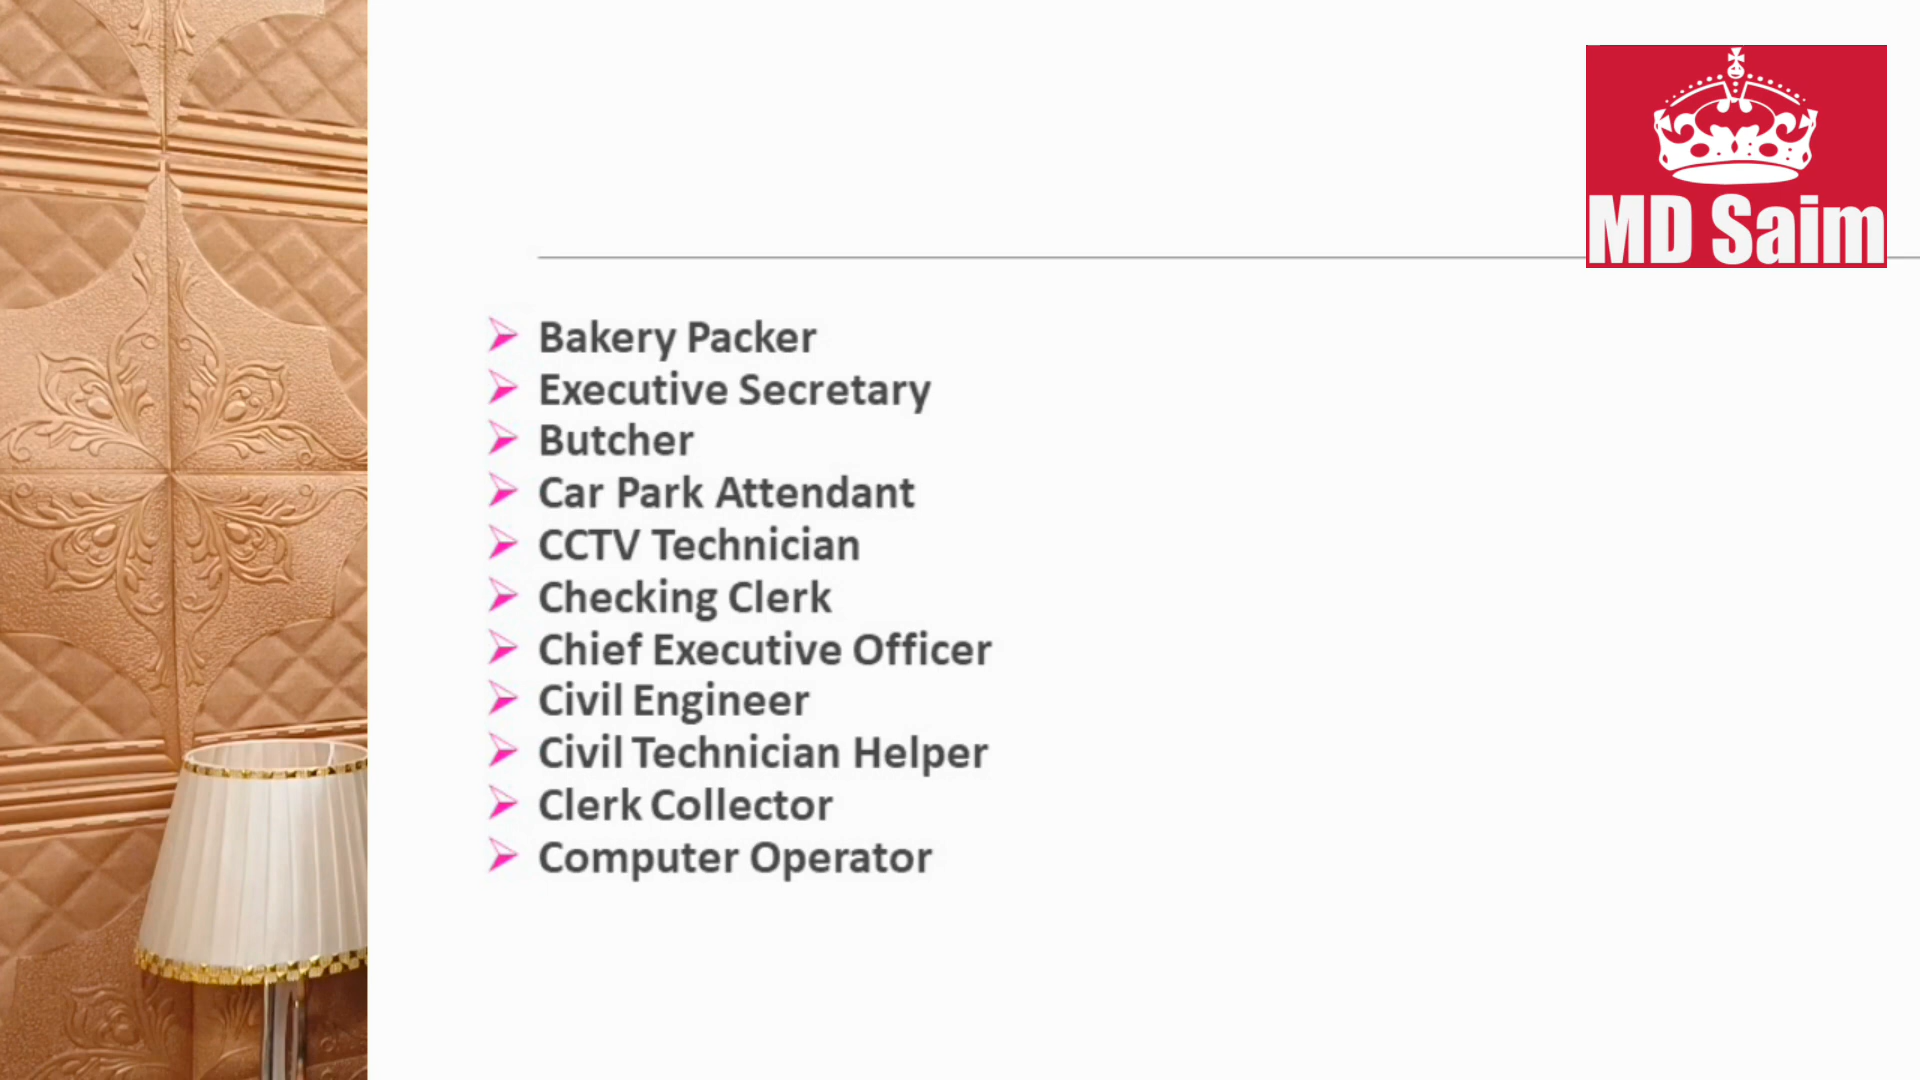 MD Saim
Bakery Packer
Executive Secretary
Butcher
Car Park Attendant
CCTV Technician
Checking Clerk
Chief Executive Officer
Civil Engineer
Civil Technician Helper
Clerk Collector
Computer Operator